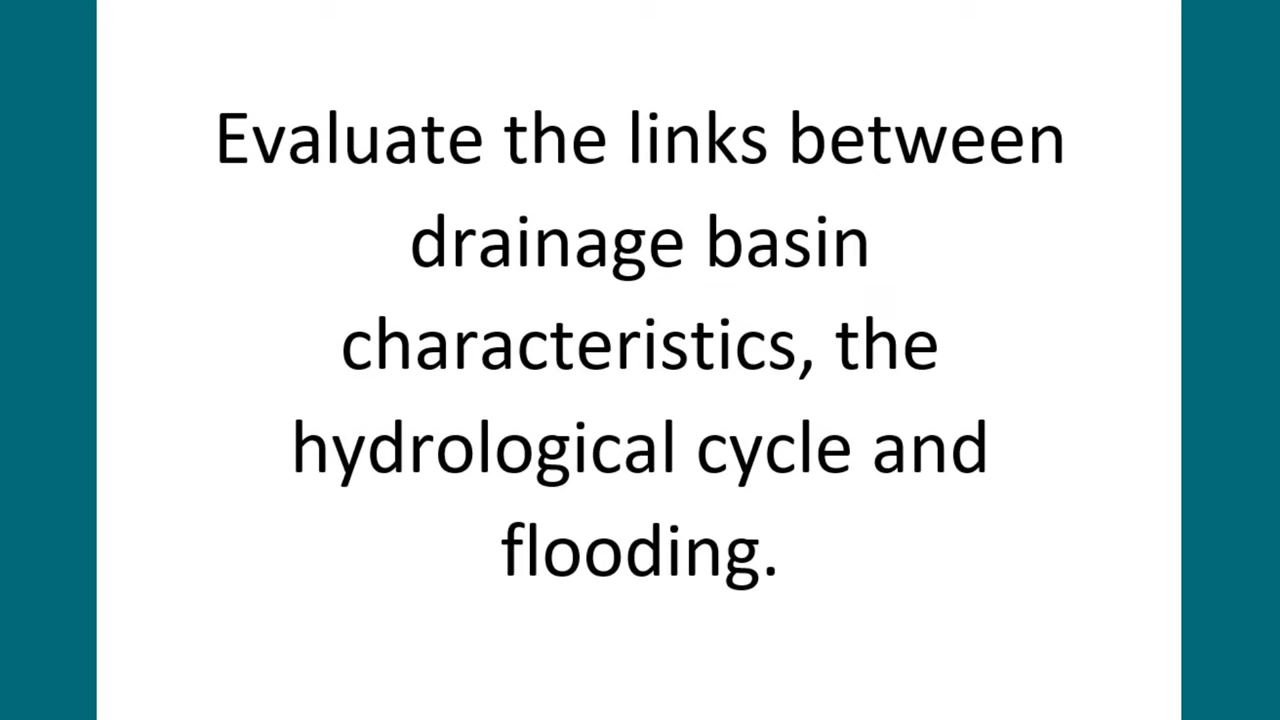 Evaluate the links between
drainage basin
characteristics, the
hydrological cycle and
flooding.